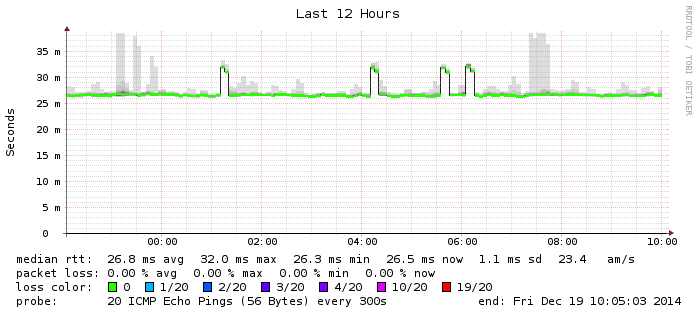 Last 12 Hours
RRDTOOL / TOBI OETIKER
Seconds
35 m
30 m
25 m
20 m
15 m
10 m
5 m
0
00:00 02:00 04:00 06:00 08:00 10:00
median rtt: 26.8 ms avg 32.0 ms max 26.3 ms min 26.5 ms now 1.1 ms sd 23.4 am/s
packet loss: 0.00 % avg 0.00 % max 0.00 % min 0.00 % now
loss color: 0 1/20 2/20 3/20 4/20 10/20 19/20
probe: 20 ICMP Echo Pings (56 Bytes) every 300s end: Fri Dec 19 10:05:03 2014